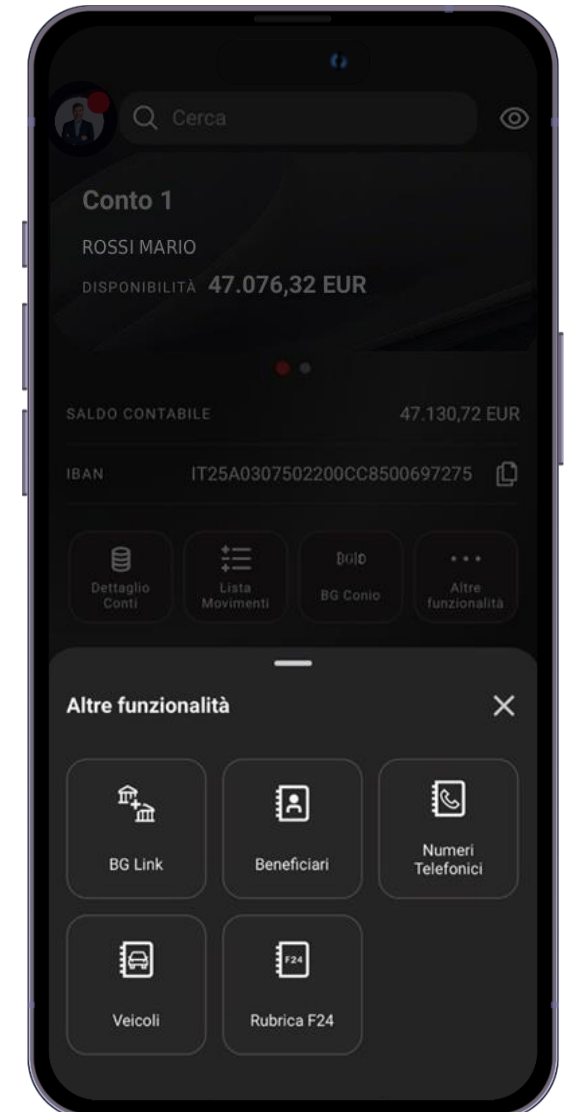 Cerca
Conto 1
ROSSI MARIO
DISPONIBILITÀ 47.076,32 EUR
SALDO CONTABILE 47.130,72 EUR
IBAN IT25A0307502200CC8500697275
Dettaglio
Conti
Lista
Movimenti
BG Conio
Altre
funzionalità
Altre funzionalità
BG Link
Beneficiari
Numeri
Telefonici
Veicoli
F24
Rubrica F24